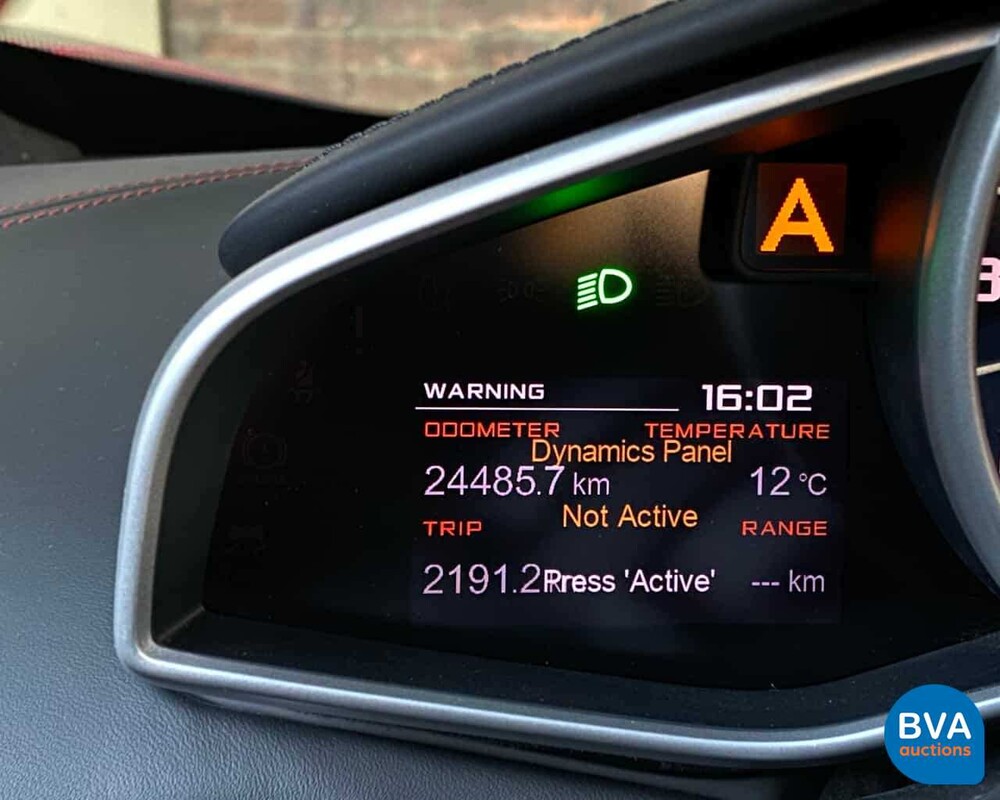 A
3
WARNING 16:02
ODOMETER TEMPERATURE
Dynamics Panel
24485.7 km 12 °C
Not Active
TRIP RANGE
2191.2 Press 'Active' --- km
BVA
auctions